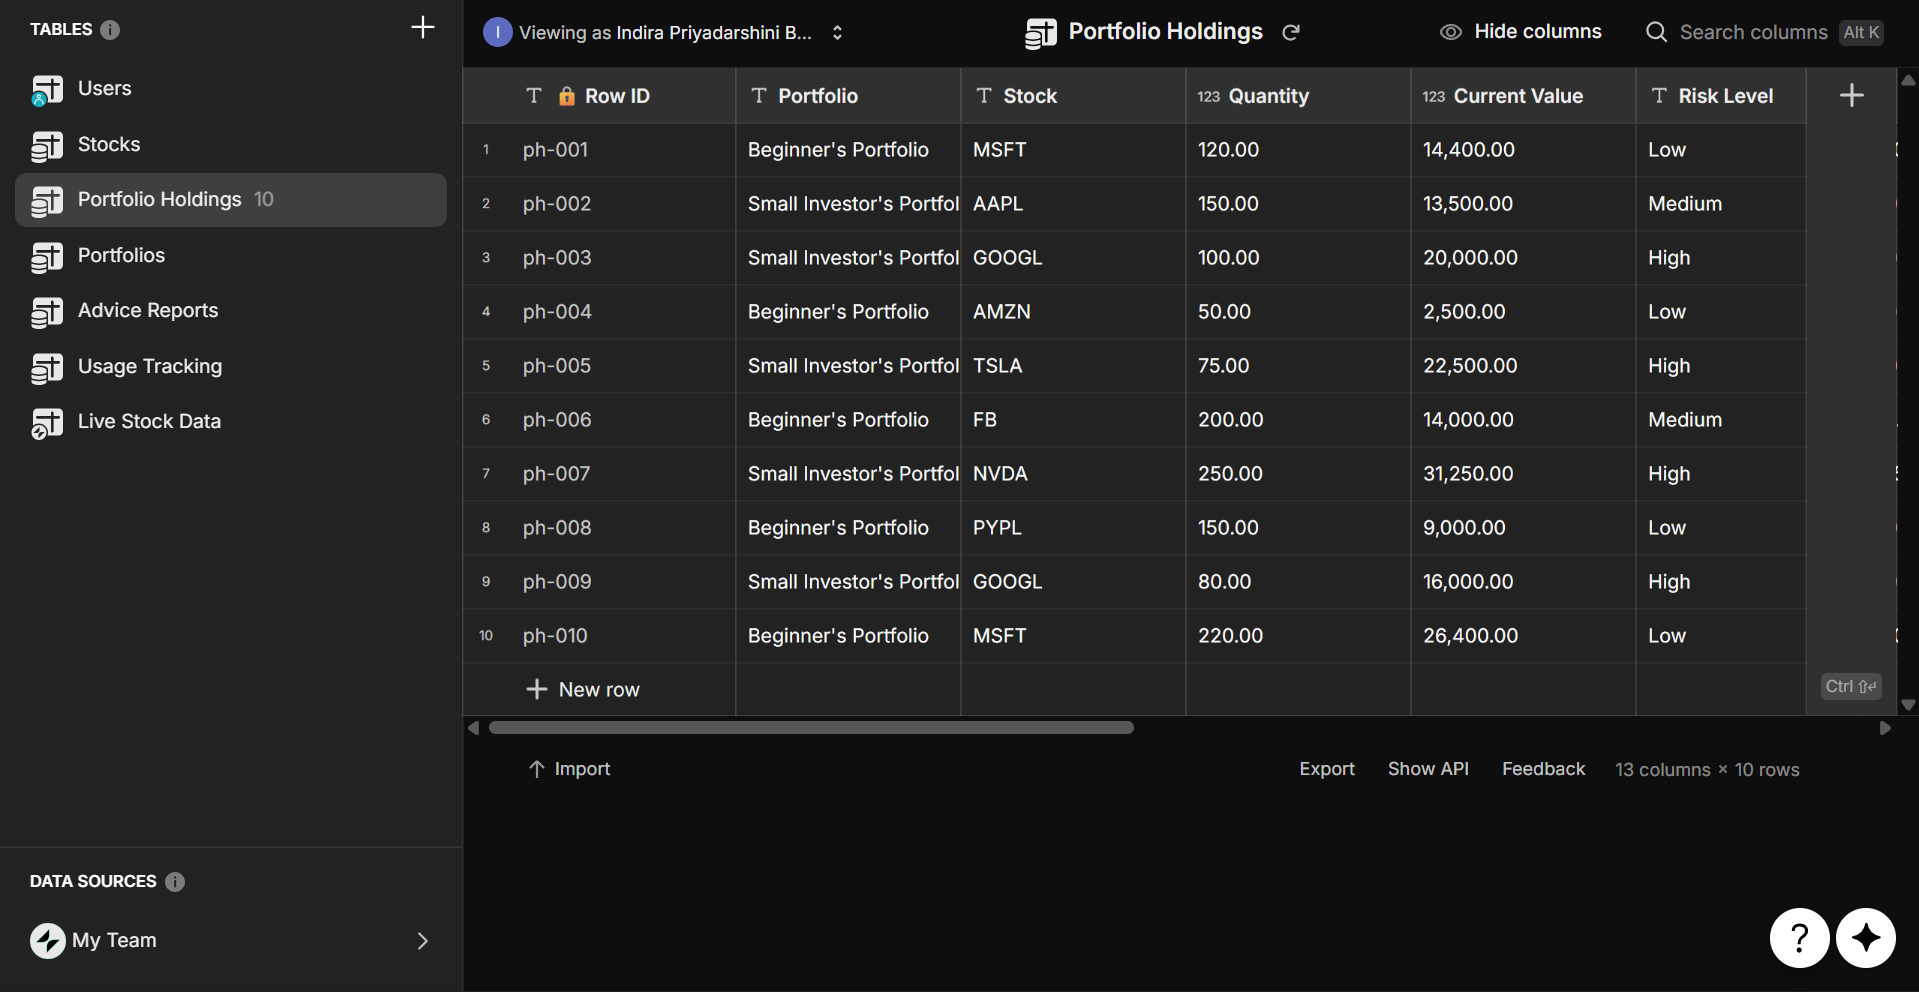 TABLES i
Users
Stocks
Portfolio Holdings 10
Portfolios
Advice Reports
Usage Tracking
Live Stock Data
DATA SOURCES i
My Team
I Viewing as Indira Priyadarshini B...
Portfolio Holdings
Hide columns
Search columns Alt K
T Row ID T Portfolio T Stock 123 Quantity 123 Current Value T Risk Level
1 ph-001 Beginner's Portfolio MSFT 120.00 14,400.00 Low
2 ph-002 Small Investor's Portfol AAPL 150.00 13,500.00 Medium
3 ph-003 Small Investor's Portfol GOOGL 100.00 20,000.00 High
4 ph-004 Beginner's Portfolio AMZN 50.00 2,500.00 Low
5 ph-005 Small Investor's Portfol TSLA 75.00 22,500.00 High
6 ph-006 Beginner's Portfolio FB 200.00 14,000.00 Medium
7 ph-007 Small Investor's Portfol NVDA 250.00 31,250.00 High
8 ph-008 Beginner's Portfolio PYPL 150.00 9,000.00 Low
9 ph-009 Small Investor's Portfol GOOGL 80.00 16,000.00 High
10 ph-010 Beginner's Portfolio MSFT 220.00 26,400.00 Low
New row
Ctrl ⇧↵
Import
Export Show API Feedback 13 columns × 10 rows
?